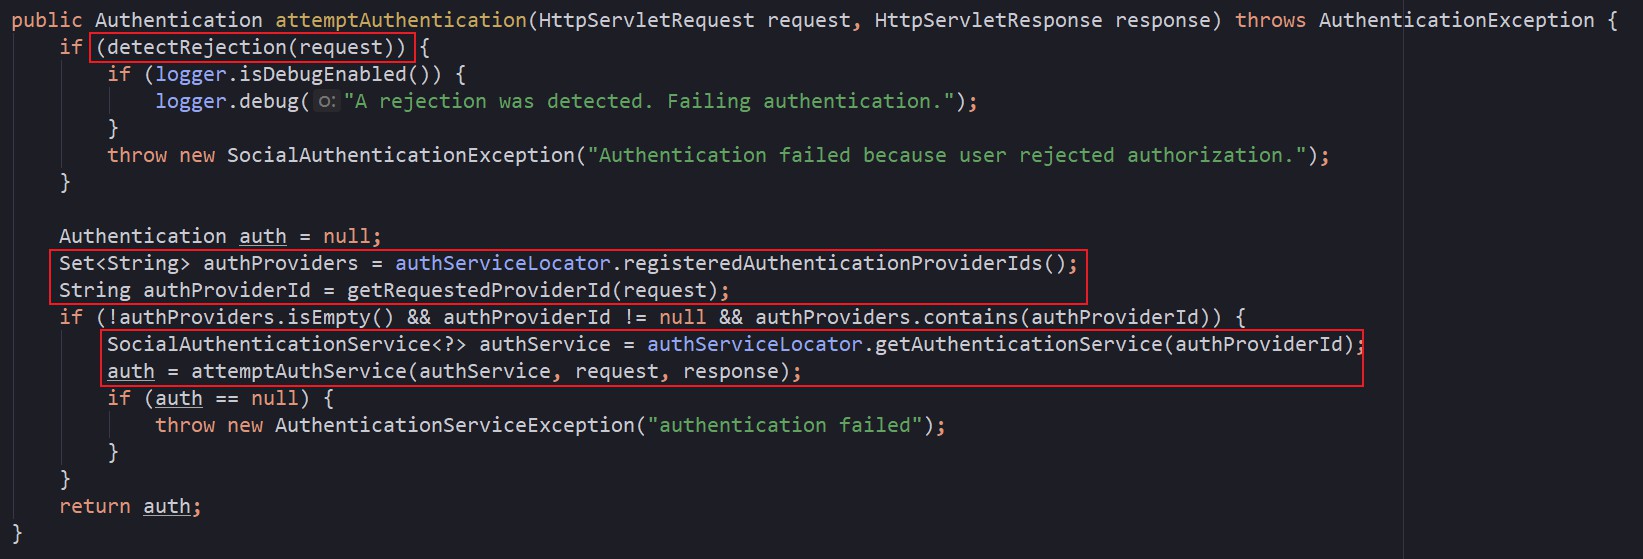 public Authentication attemptAuthentication(HttpServletRequest request, HttpServletResponse response) throws AuthenticationException {
if (detectRejection(request)) {
if (logger.isDebugEnabled()) {
logger.debug( o: "A rejection was detected. Failing authentication.");
}
throw new SocialAuthenticationException("Authentication failed because user rejected authorization.");
}
Authentication auth = null;
Set<String> authProviders = authServiceLocator.registeredAuthenticationProviderIds();
String authProviderId = getRequestedProviderId(request);
if (!authProviders.isEmpty() && authProviderId != null && authProviders.contains(authProviderId)) {
SocialAuthenticationService<?> authService = authServiceLocator.getAuthenticationService(authProviderId);
auth = attemptAuthService(authService, request, response);
if (auth == null) {
throw new AuthenticationServiceException("authentication failed");
}
}
return auth;
}